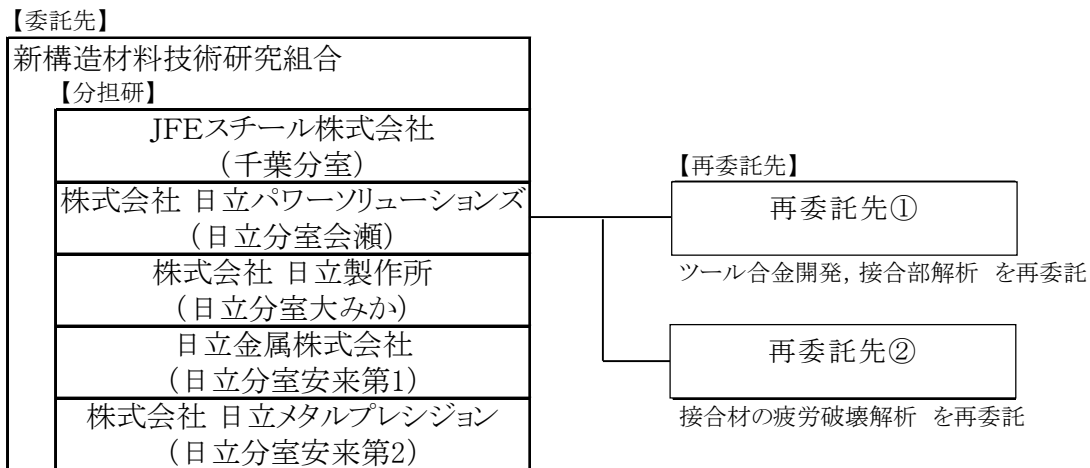 【委託先】
新構造材料技術研究組合
【分担研】
JFEスチール株式会社
（千葉分室）
株式会社 日立パワーソリューションズ
（日立分室会瀬）
株式会社 日立製作所
（日立分室大みか）
日立金属株式会社
（日立分室安来第1）
株式会社 日立メタルプレシジョン
（日立分室安来第2）
【再委託先】
再委託先①
ツール合金開発，接合部解析 を再委託
再委託先②
接合材の疲労破壊解析 を再委託